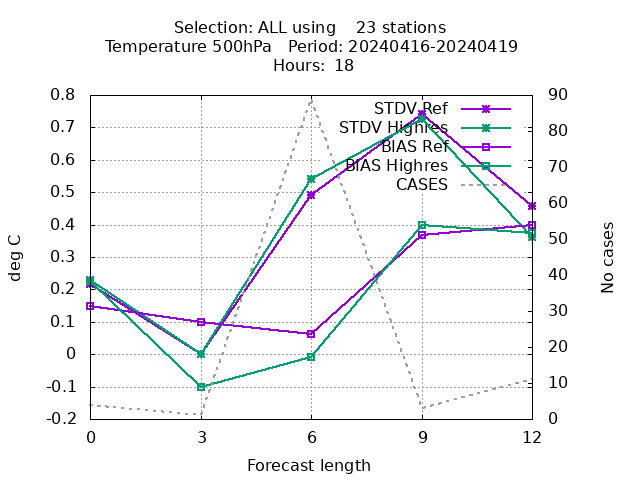 Selection: ALL using    23 stations
Temperature 500hPa   Period: 20240416-20240419
Hours:  18
0.8
0.7
0.6
0.5
0.4
0.3
0.2
0.1
0
-0.1
-0.2
deg C
90
80
70
60
50
40
30
20
10
0
No cases
STDV Ref
STDV Highres
BIAS Ref
BIAS Highres
CASES
0
3
6
9
12
Forecast length